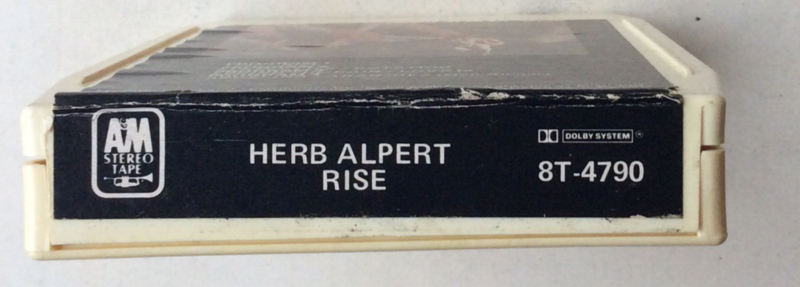 A&M
STEREO
TAPE
HERB ALPERT
RISE
DOLBY SYSTEM ®
8T-4790